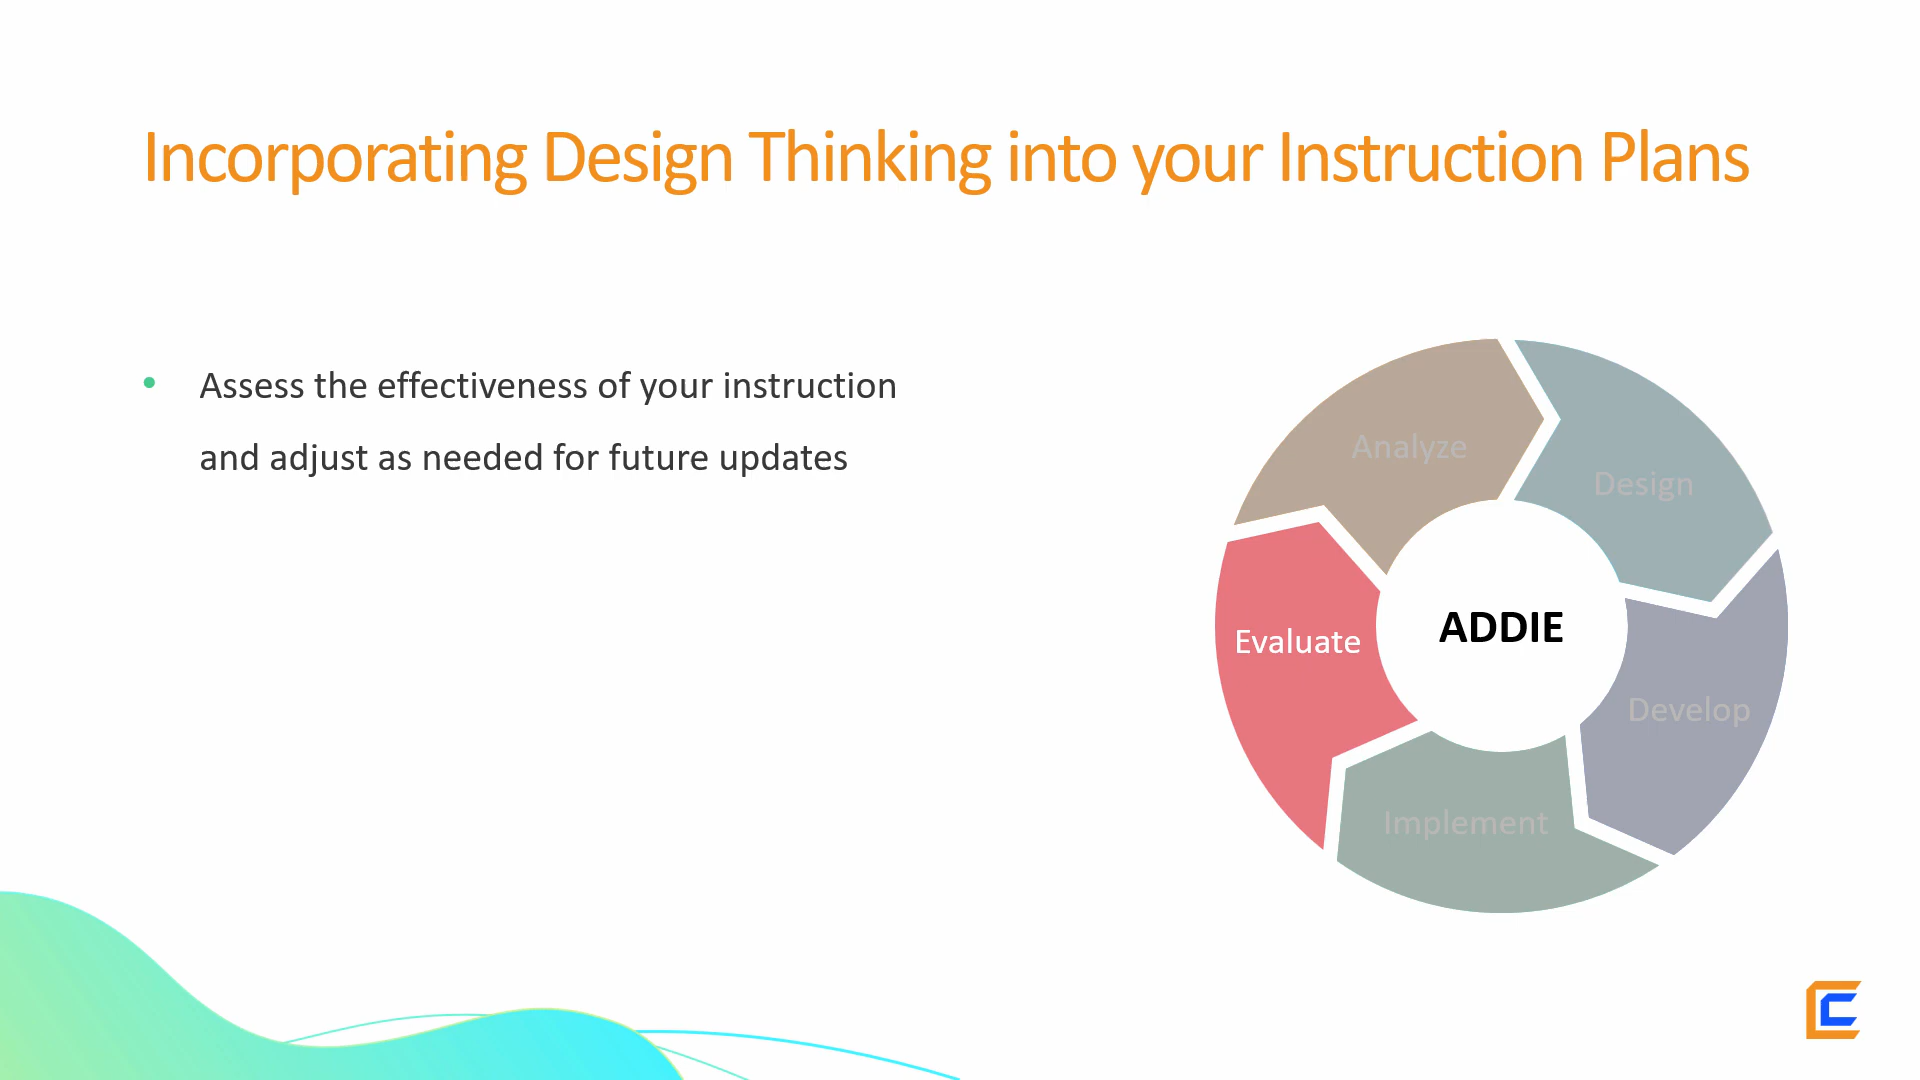 Incorporating Design Thinking into your Instruction Plans
• Assess the effectiveness of your instruction
and adjust as needed for future updates
Analyze
Design
Evaluate
ADDIE
Develop
Implement